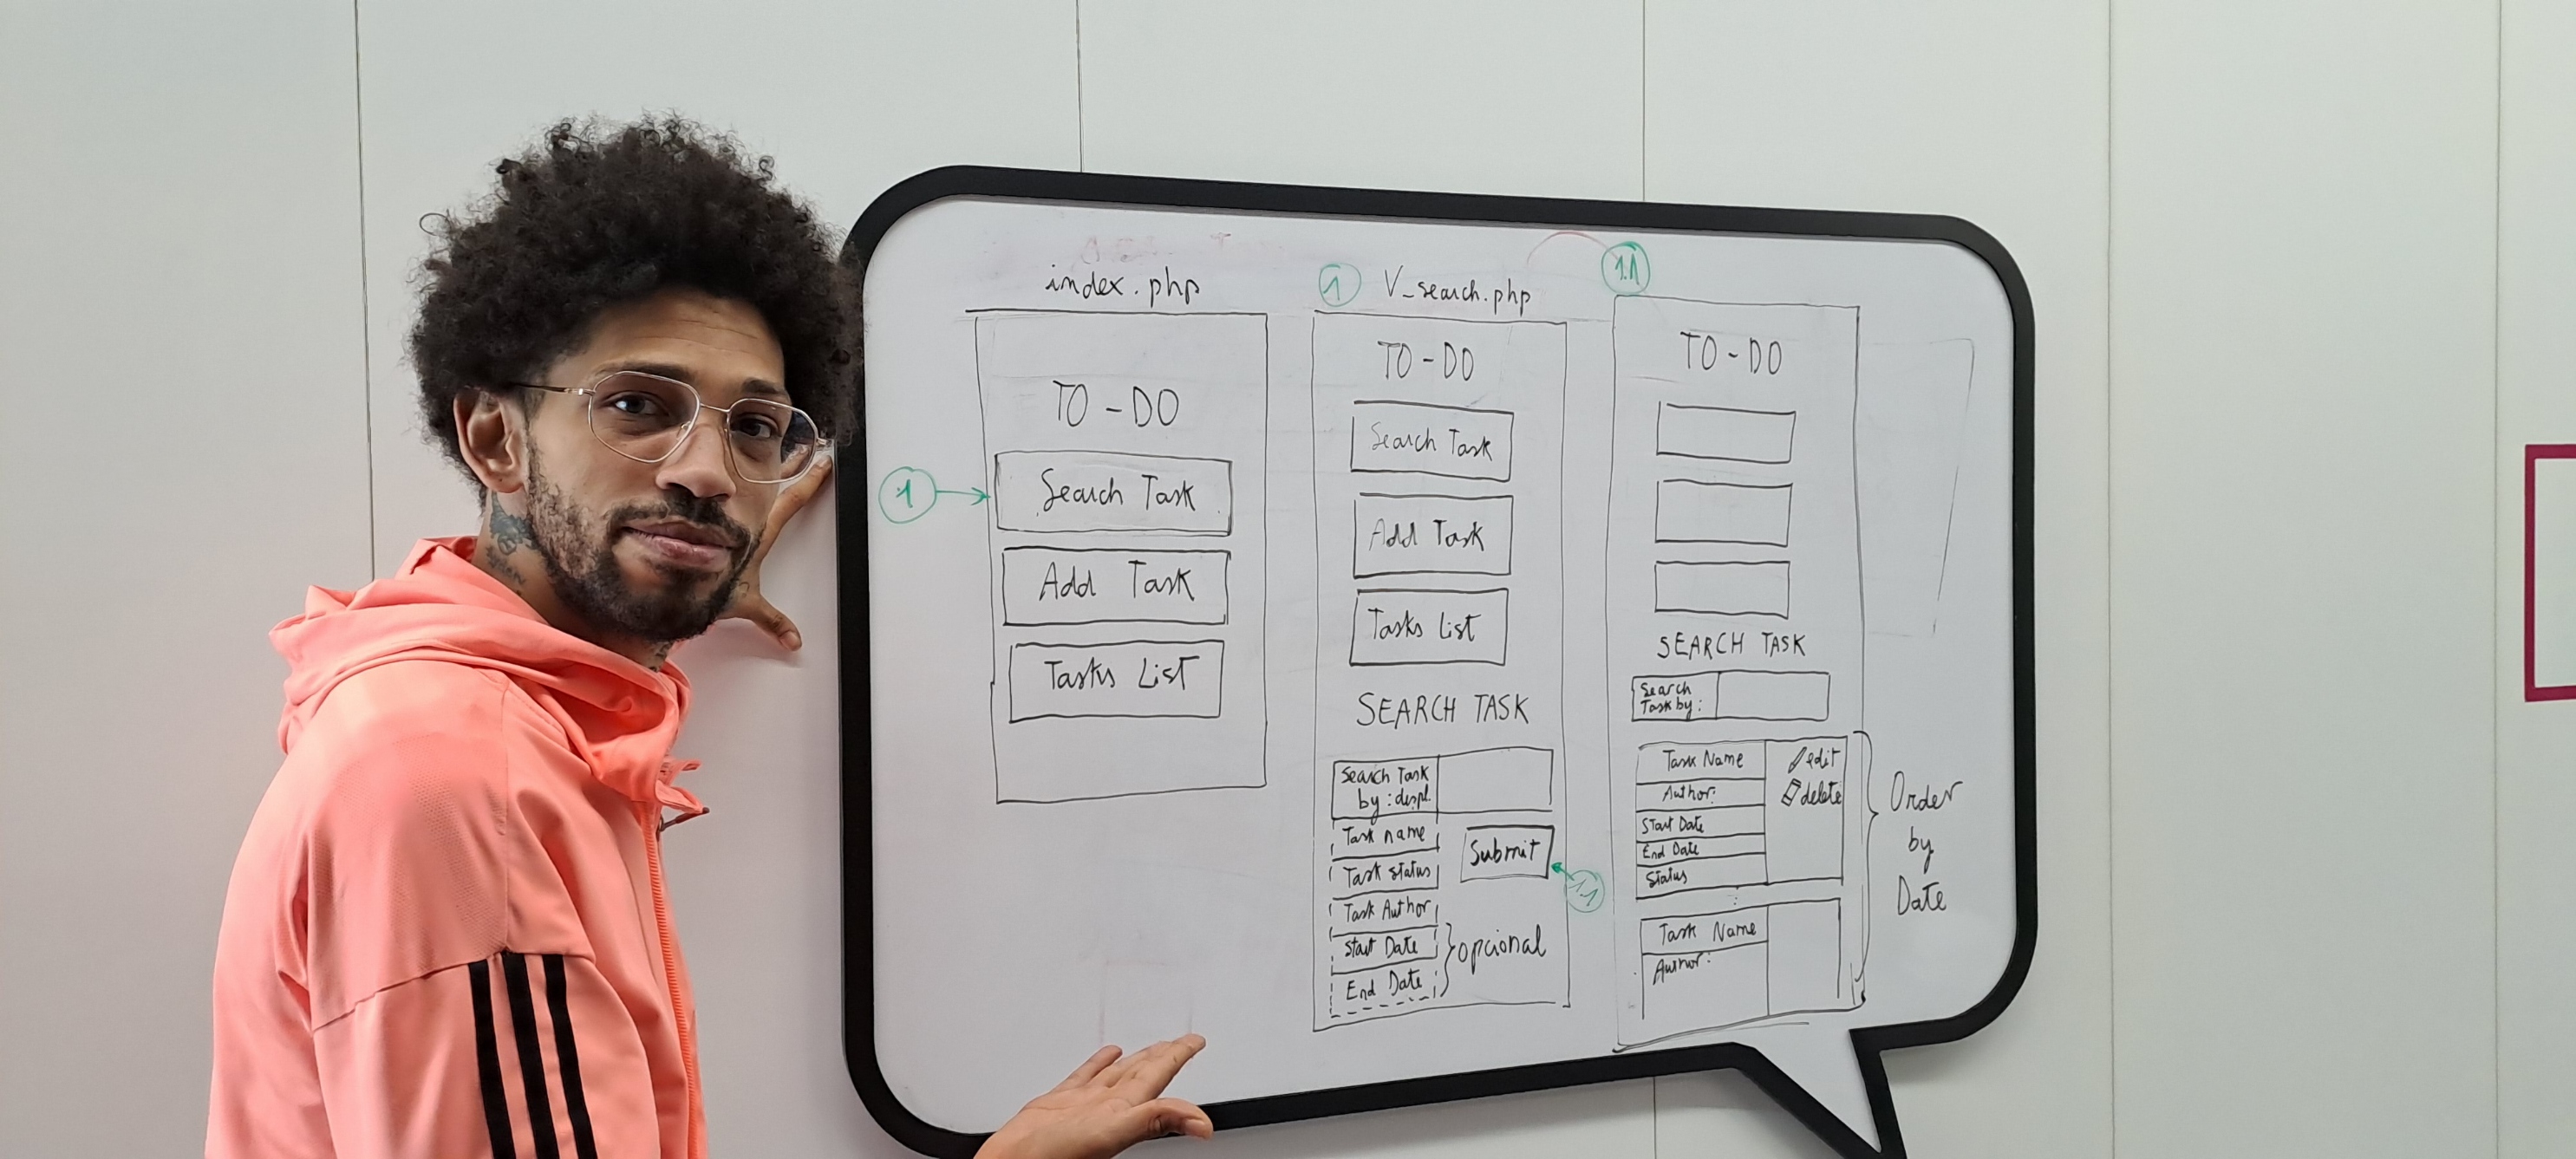 index.php
TO-DO
1
Search Task
Add Task
Tasks List
1
V_search.php
TO-DO
Search Task
Add Task
Tasks List
SEARCH TASK
Search Task
by: displ.
Task name
Task status
Task Author
Start Date
End Date
opcional
Submit
1.1
1.1
TO-DO
SEARCH TASK
Search
Task by:
Task Name
Author:
Start Date
End Date
Status
edit
delete
Task Name
Author:
Order
by
Date